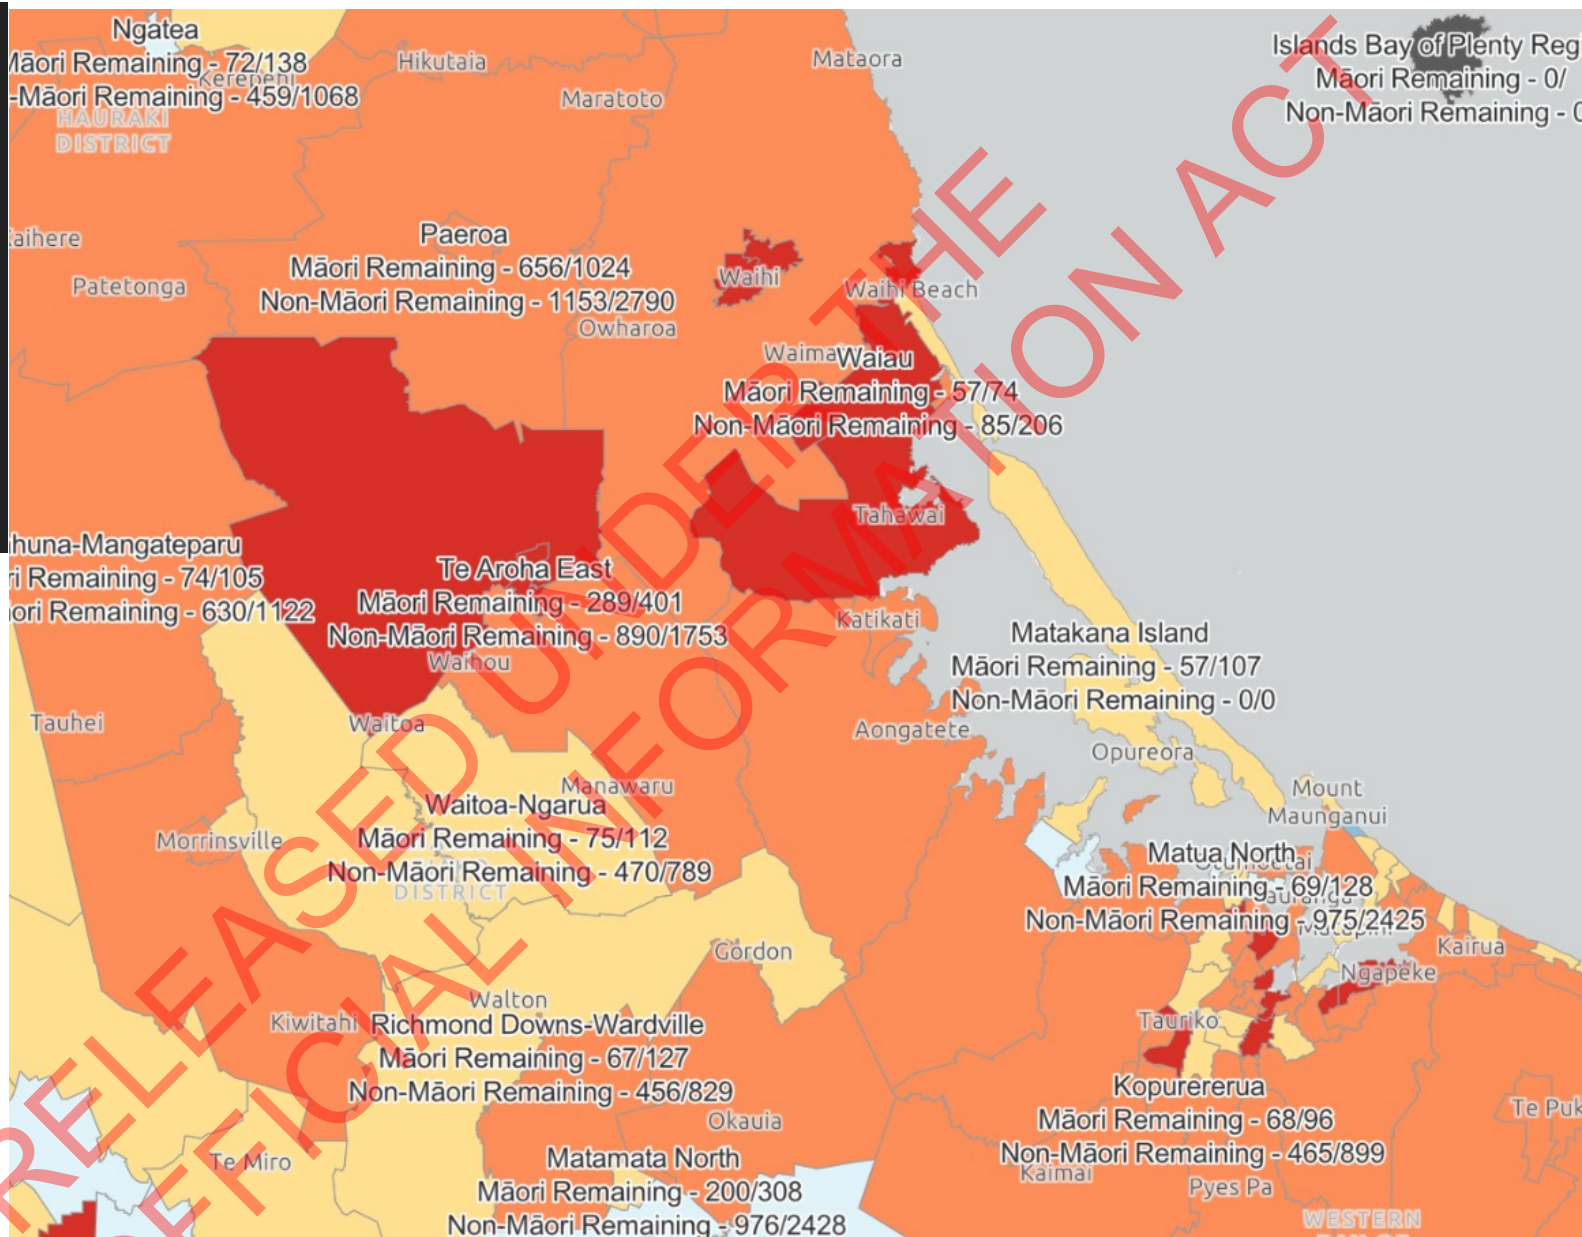 Ngatea
Māori Remaining - 72/138
-Māori Remaining - 459/1068
Kerepehi
HAURAKI
DISTRICT
Hikutaia
Mataora
Maratoto
Islands Bay of Plenty Reg
Māori Remaining - 0/
Non-Māori Remaining - 0
aihere
Patetonga
Paeroa
Māori Remaining - 656/1024
Non-Māori Remaining - 1153/2790
Owharoa
Waihi
Waihi Beach
Waiau
Māori Remaining - 57/74
Non-Māori Remaining - 85/206
Tahawai
huna-Mangateparu
ri Remaining - 74/105
ori Remaining - 630/1122
Te Aroha East
Māori Remaining - 289/401
Non-Māori Remaining - 890/1753
Waihou
Katikati
Matakana Island
Māori Remaining - 57/107
Non-Māori Remaining - 0/0
Tauhei
Waitoa
Aongatete
Opureora
Manawaru
Mount
Maunganui
Waitoa-Ngarua
Māori Remaining - 75/112
Non-Māori Remaining - 470/789
DISTRICT
Morrinsville
Matua North
Māori Remaining - 69/128
Non-Māori Remaining - 975/2425
Kairua
Gordon
Ngapeke
Walton
Kiwitahi
Richmond Downs-Wardville
Māori Remaining - 67/127
Non-Māori Remaining - 456/829
Tauriko
Kopurererua
Māori Remaining - 68/96
Non-Māori Remaining - 465/899
Te Puk
Okauia
Te Miro
Matamata North
Māori Remaining - 200/308
Non-Māori Remaining - 976/2428
Kaimai
Pyes Pa
WESTERN
RELEASED UNDER THE
OFFICIAL INFORMATION ACT